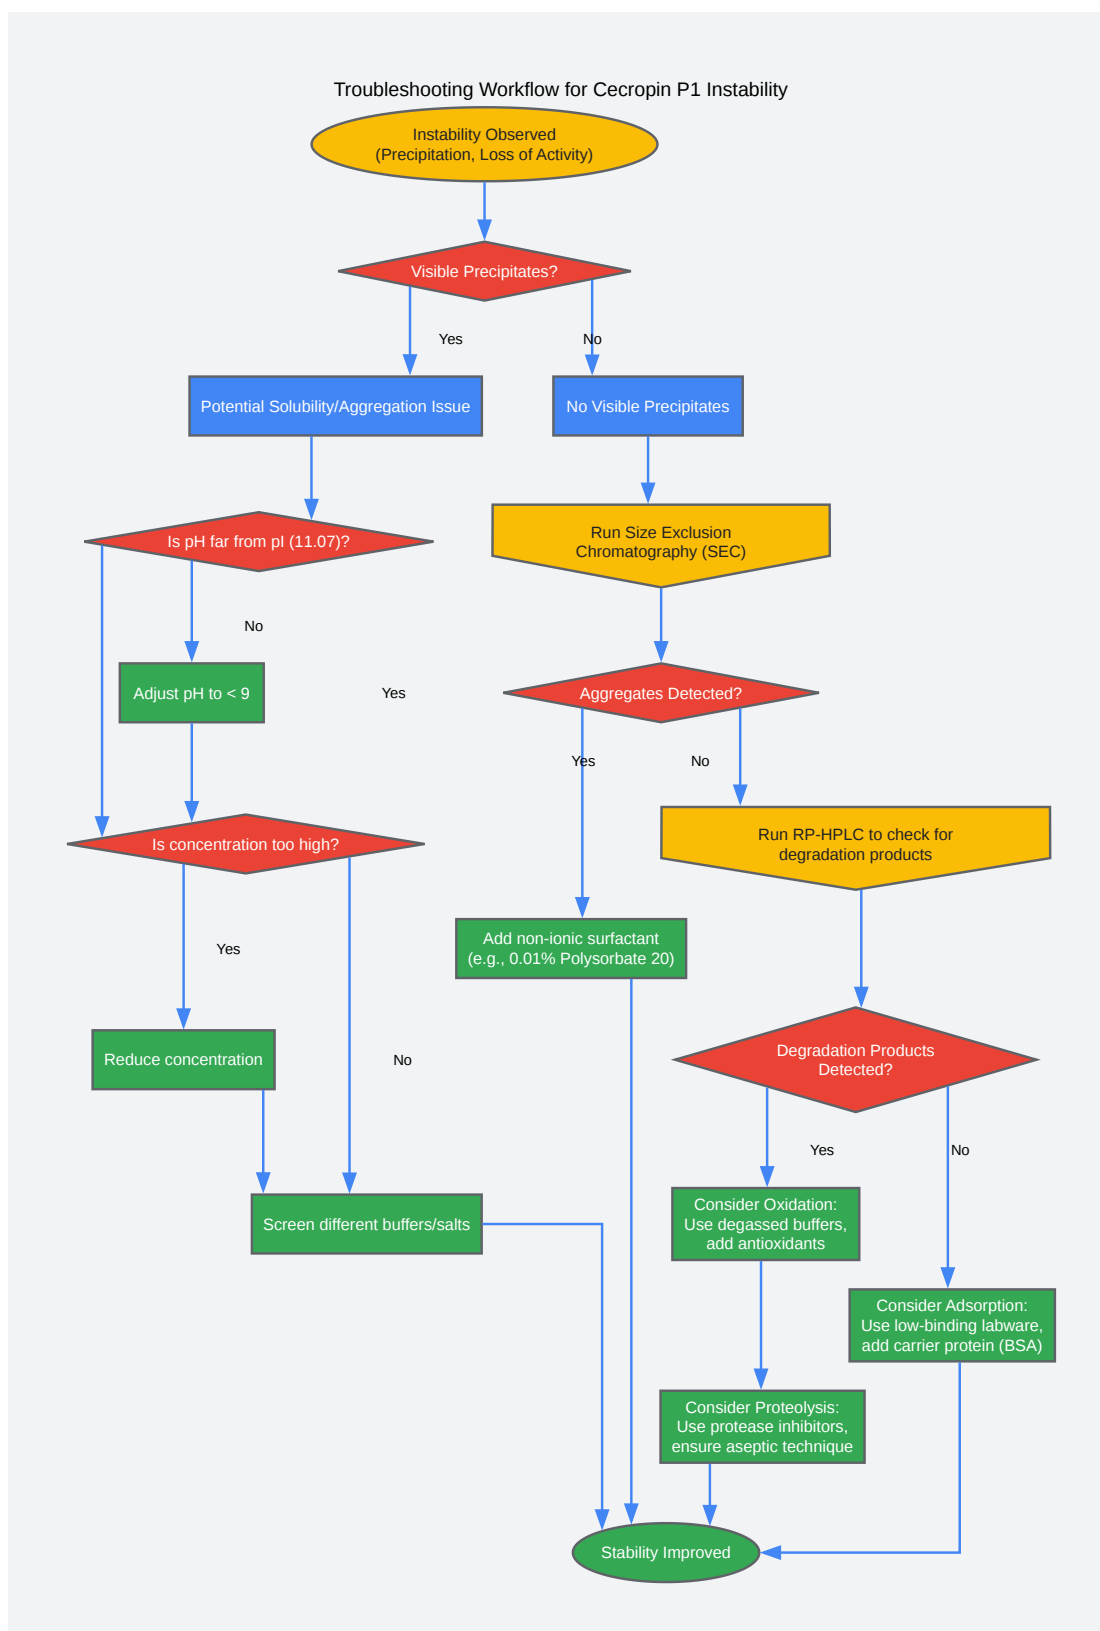 Troubleshooting Workflow for Cecropin P1 Instability
Instability Observed
(Precipitation, Loss of Activity)
Visible Precipitates?
Yes
No
Potential Solubility/Aggregation Issue
No Visible Precipitates
Is pH far from pI (11.07)?
Run Size Exclusion
Chromatography (SEC)
No
Adjust pH to < 9
Yes
Aggregates Detected?
Yes
No
Is concentration too high?
Run RP-HPLC to check for
degradation products
Yes
Add non-ionic surfactant
(e.g., 0.01% Polysorbate 20)
Reduce concentration
No
Degradation Products
Detected?
Yes
No
Screen different buffers/salts
Consider Oxidation:
Use degassed buffers,
add antioxidants
Consider Adsorption:
Use low-binding labware,
add carrier protein (BSA)
Consider Proteolysis:
Use protease inhibitors,
ensure aseptic technique
Stability Improved